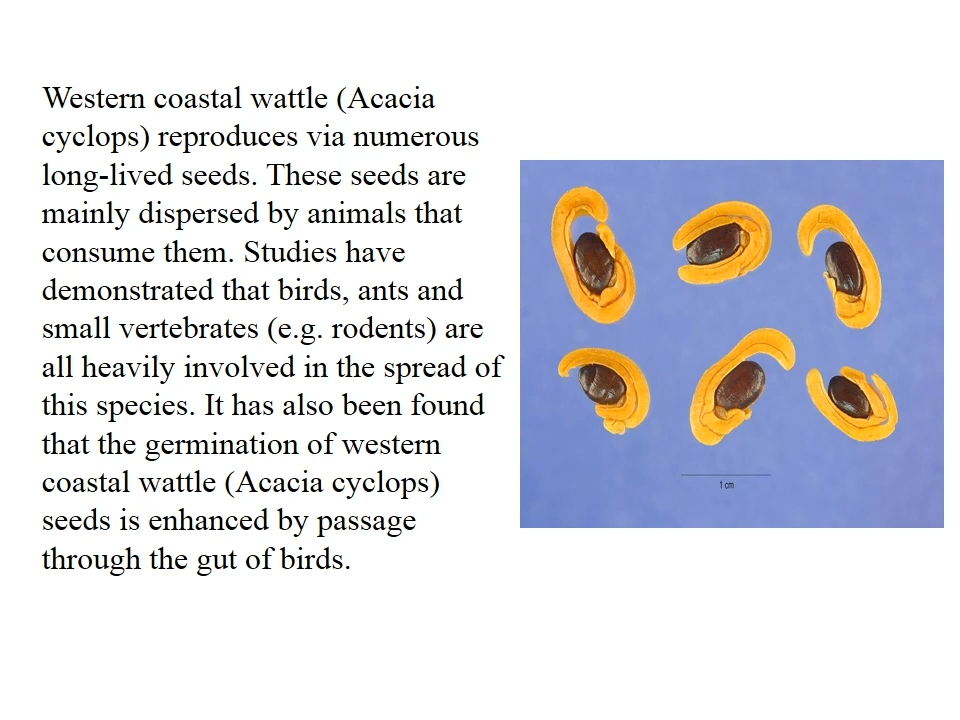 Western coastal wattle (Acacia
cyclops) reproduces via numerous
long-lived seeds. These seeds are
mainly dispersed by animals that
consume them. Studies have
demonstrated that birds, ants and
small vertebrates (e.g. rodents) are
all heavily involved in the spread of
this species. It has also been found
that the germination of western
coastal wattle (Acacia cyclops)
seeds is enhanced by passage
through the gut of birds.
1 cm